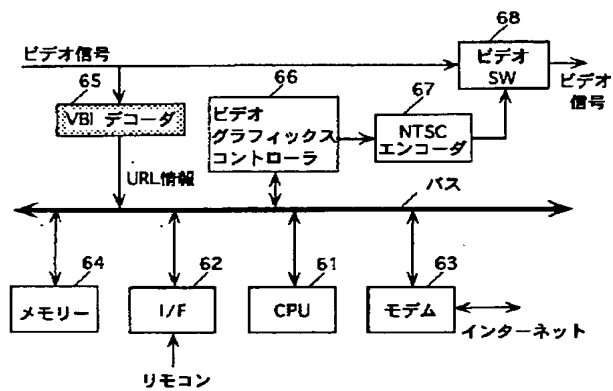 ビデオ信号
65
VBI デコーダ
URL情報
66
ビデオ
グラフィックス
コントローラ
67
NTSC
エンコーダ
68
ビデオ
SW
ビデオ
信号
バス
64
メモリー
62
I/F
リモコン
61
CPU
63
モデム
インターネット